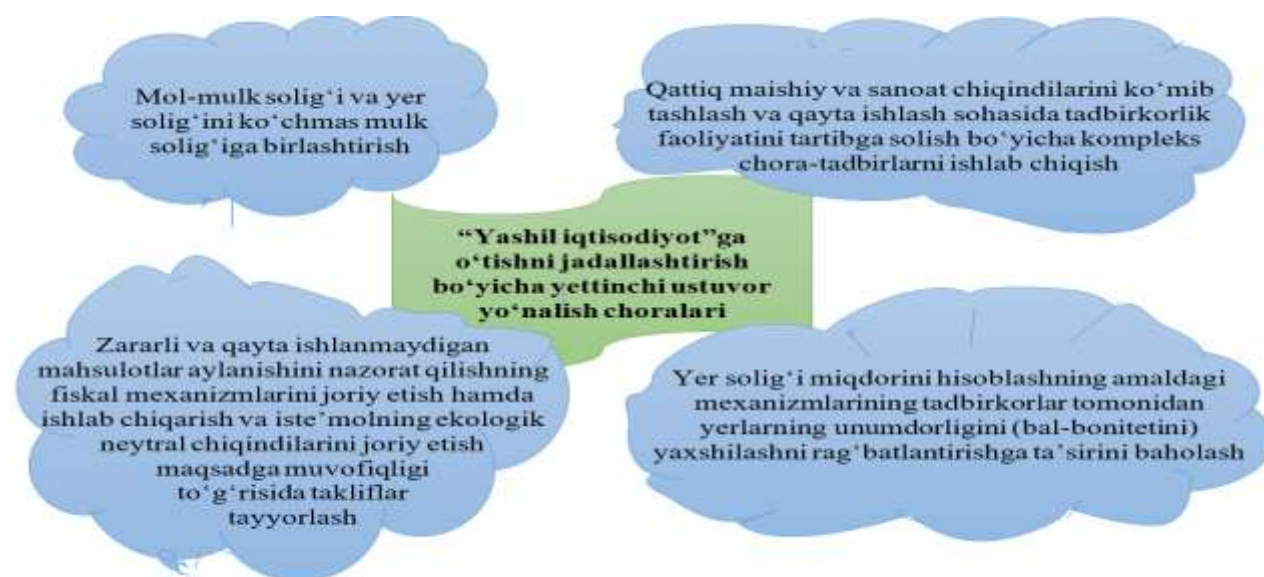 Mol-mulk solig‘i va yer
solig‘ini ko‘chmas mulk
solig‘iga birlashtirish
Qattiq maishiy va sanoat chiqindilarini ko‘mib
tashlash va qayta ishlash sohasida tadbirkorlik
faoliyatini tartibga solish bo‘yicha kompleks
chora-tadbirlarni ishlab chiqish
“Yashil iqtisodiyot”ga
o‘tishni jadallashtirish
bo‘yicha yettinchi ustuvor
yo‘nalish choralari
Zararli va qayta ishlanmaydigan
mahsulotlar aylanishini nazorat qilishning
fiskal mexanizmlarini joriy etish hamda
ishlab chiqarish va iste’molning ekologik
neytral chiqindilarini joriy etish
maqsadga muvofiqligi
to‘g‘risida takliflar
tayyorlash
Yer solig‘i miqdorini hisoblashning amaldagi
mexanizmlarining tadbirkorlar tomonidan
yerlarning unumdorligini (bal-bonitetini)
yaxshilashni rag‘batlantirishga ta’sirini baholash